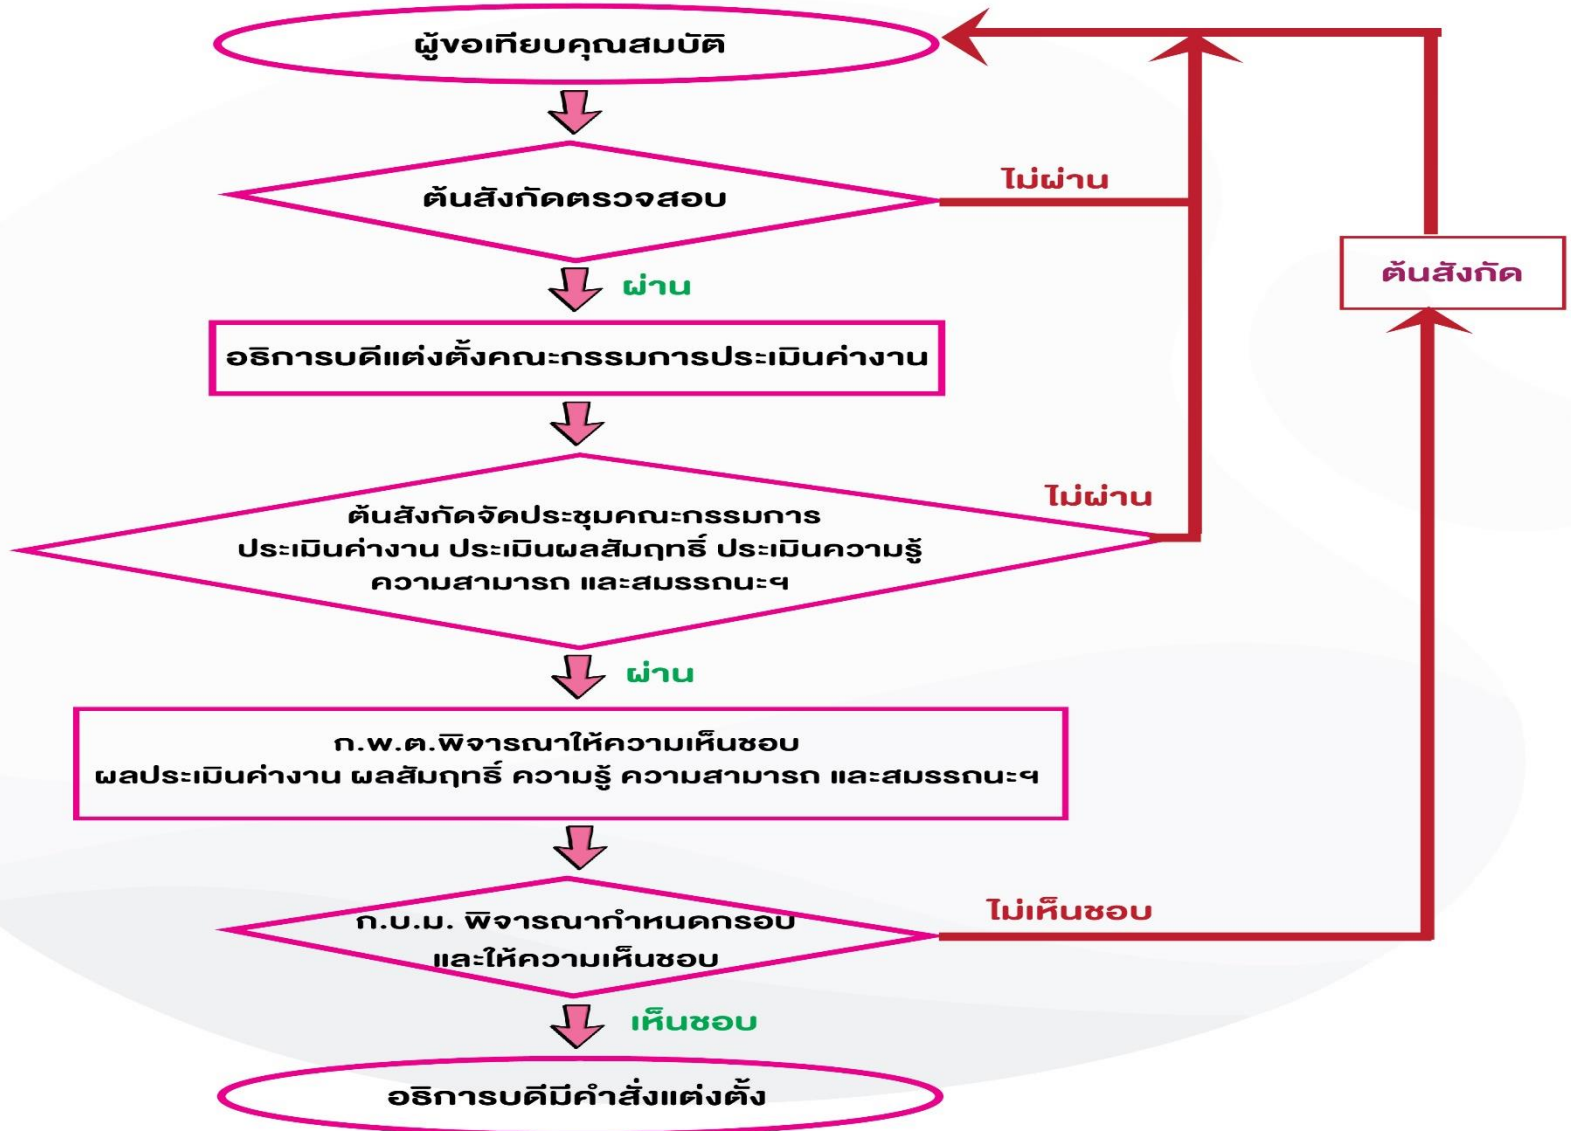 ผู้ขอเทียบคุณสมบัติ
ต้นสังกัดตรวจสอบ
ไม่ผ่าน
ต้นสังกัด
ผ่าน
อธิการบดีแต่งตั้งคณะกรรมการประเมินค่างาน
ไม่ผ่าน
ต้นสังกัดจัดประชุมคณะกรรมการ
ประเมินค่างาน ประเมินผลสัมฤทธิ์ ประเมินความรู้
ความสามารถ และสมรรถนะฯ
ผ่าน
ก.พ.ต.พิจารณาให้ความเห็นชอบ
ผลประเมินค่างาน ผลสัมฤทธิ์ ความรู้ ความสามารถ และสมรรถนะฯ
ก.บ.ม. พิจารณากำหนดกรอบ
และให้ความเห็นชอบ
ไม่เห็นชอบ
เห็นชอบ
อธิการบดีมีคำสั่งแต่งตั้ง